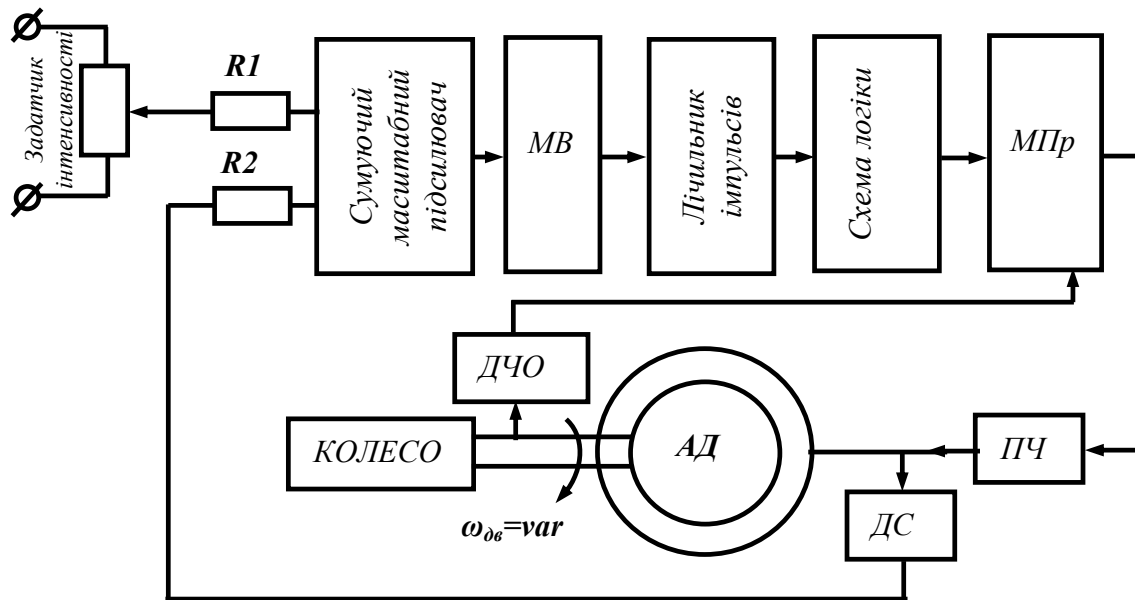 Задатчик
інтенсивності
R1
R2
Сумуючий
масштабний
підсилювач
МВ
Лічильник
імпульсів
Схема логіки
МПр
ДЧО
КОЛЕСО
АД
ПЧ
ДС
ωдв=var